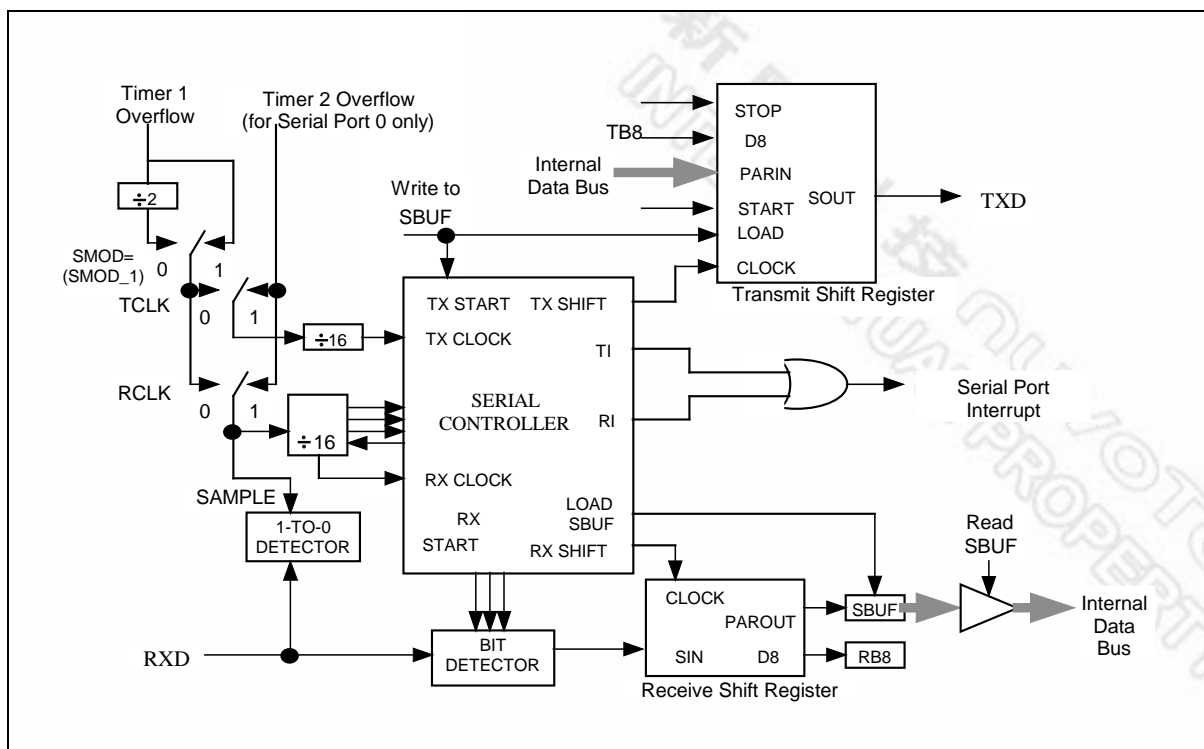 Timer 1
Overflow
Timer 2 Overflow
(for Serial Port 0 only)
÷2
SMOD=
(SMOD_1)
0
1
TCLK
0
1
÷16
RCLK
0
1
÷16
SAMPLE
1-TO-0
DETECTOR
RXD
Write to
SBUF
TX START
TX SHIFT
TX CLOCK
TI
SERIAL
CONTROLLER
RI
RX CLOCK
LOAD
SBUF
RX
START
RX SHIFT
BIT
DETECTOR
TB8
Internal
Data Bus
STOP
D8
PARIN
SOUT
START
LOAD
CLOCK
Transmit Shift Register
TXD
Serial Port
Interrupt
CLOCK
PAROUT
SIN
D8
Receive Shift Register
SBUF
RB8
Read
SBUF
Internal
Data
Bus